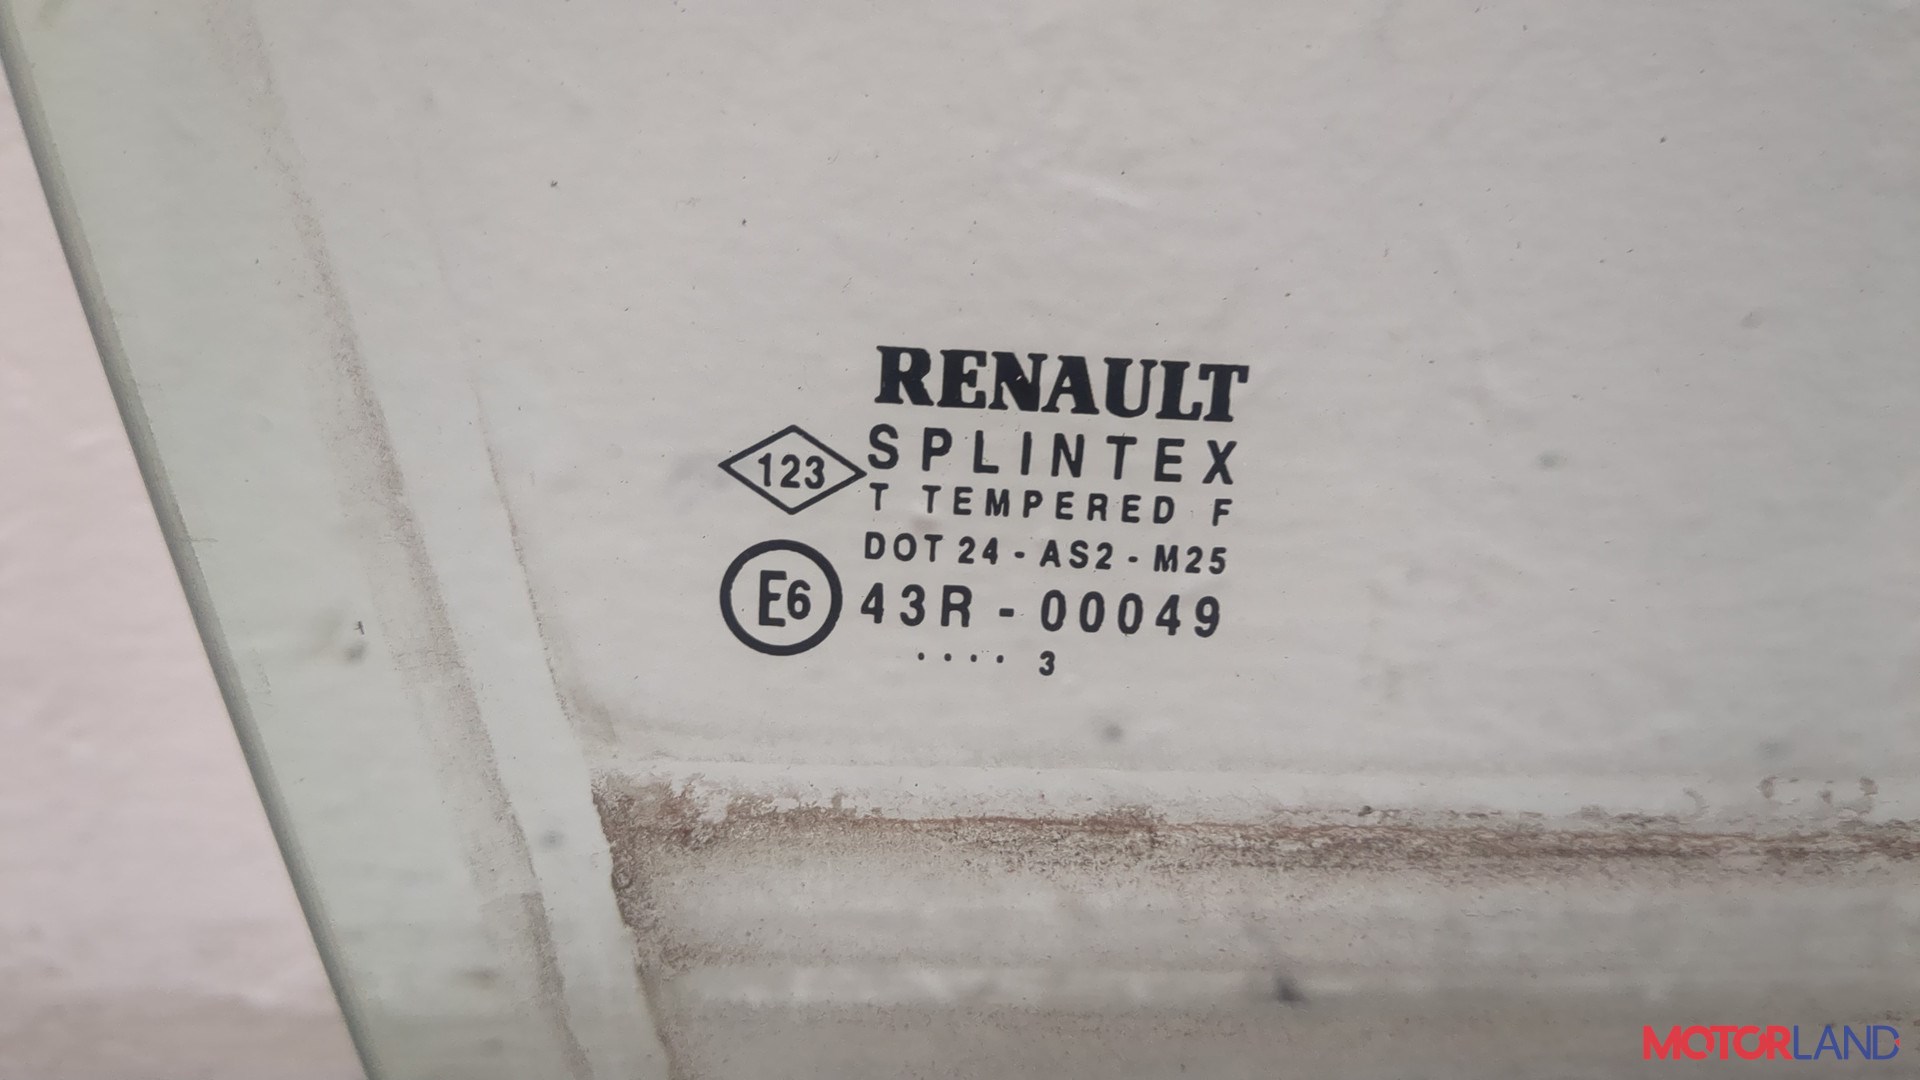 RENAULT
123
SPLINTEX
T TEMPERED F
DOT 24 - AS2 - M25
E6
43R - 00049
.... 3
MOTORLAND